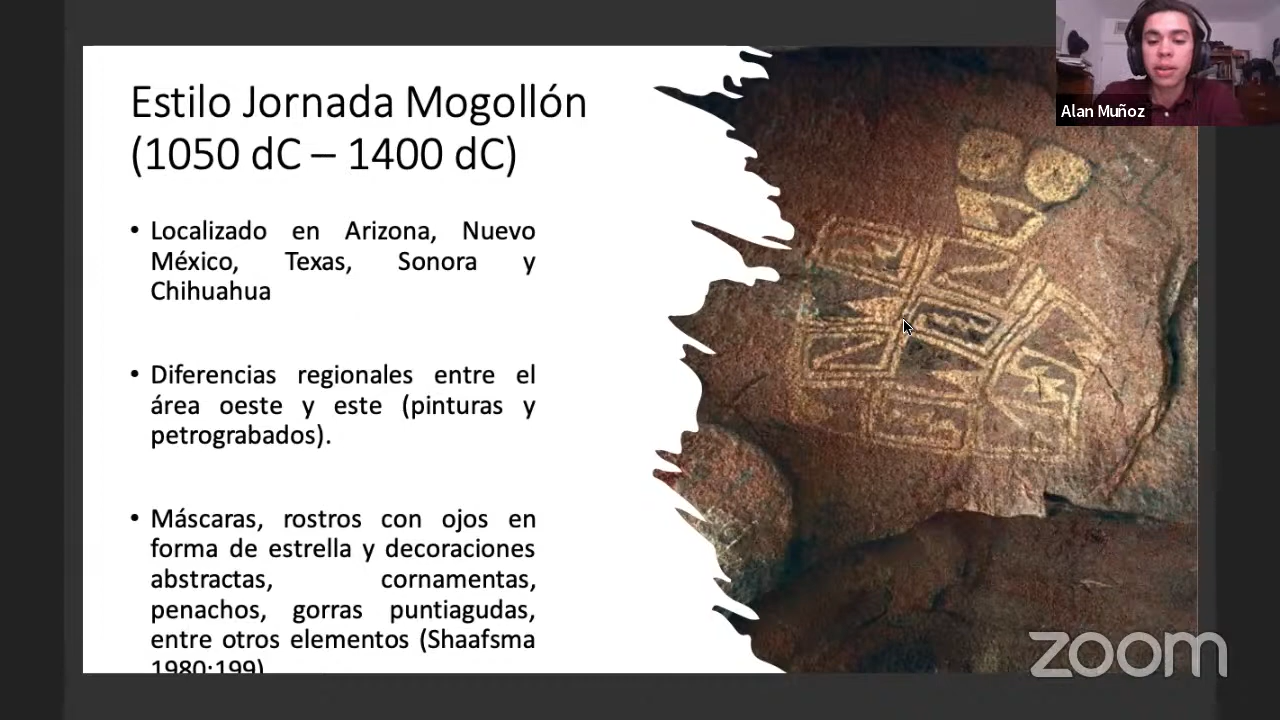 Estilo Jornada Mogollón
(1050 dC – 1400 dC)
• Localizado en Arizona, Nuevo
México, Texas, Sonora y
Chihuahua
• Diferencias regionales entre el
área oeste y este (pinturas y
petrograbados).
• Máscaras, rostros con ojos en
forma de estrella y decoraciones
abstractas, cornamentas,
penachos, gorras puntiagudas,
entre otros elementos (Shaafsma
1980:199)
Alan Muñoz
zoom